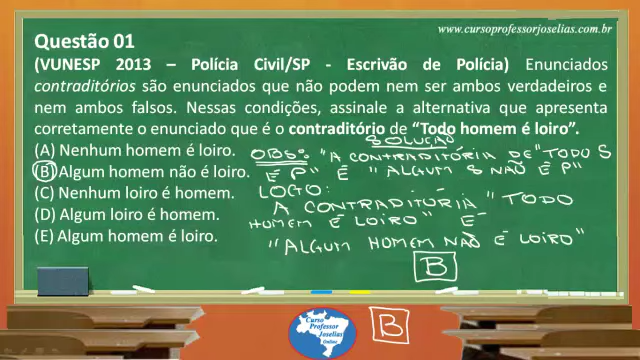 www.cursoprofessorjoselias.com.br
Questão 01
(VUNESP 2013 – Polícia Civil/SP - Escrivão de Polícia) Enunciados
contraditórios são enunciados que não podem nem ser ambos verdadeiros e
nem ambos falsos. Nessas condições, assinale a alternativa que apresenta
corretamente o enunciado que é o contraditório de “Todo homem é loiro”.
SOLUÇÃO
(A) Nenhum homem é loiro.
(B) Algum homem não é loiro.
(C) Nenhum loiro é homem.
(D) Algum loiro é homem.
(E) Algum homem é loiro.
OBS: "A CONTRADITÓRIA DE "TODO S
É P" É "ALGUM S NÃO É P"
LOGO:
A CONTRADITÓRIA "TODO
HOMEM É LOIRO" É
"ALGUM HOMEM NÃO É LOIRO"
B
B
Curso
Professor
Joselias
Online